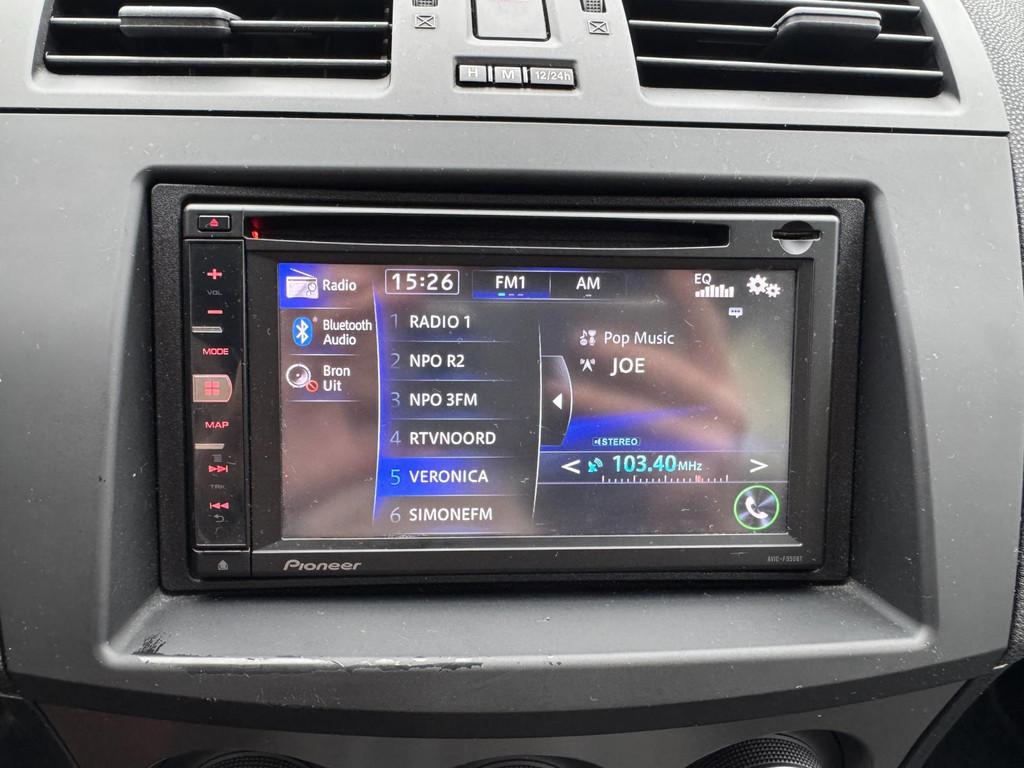 H M 12/24h
15:26 FM1 AM EQ
Radio
Bluetooth
Audio
Bron
Uit
1 RADIO 1
2 NPO R2
3 NPO 3FM
4 RTVNOORD
5 VERONICA
6 SIMONEFM
Pop Music
JOE
STEREO
< 103.40 MHz >
+
VOL
−
MODE
MAP
TRK
Pioneer